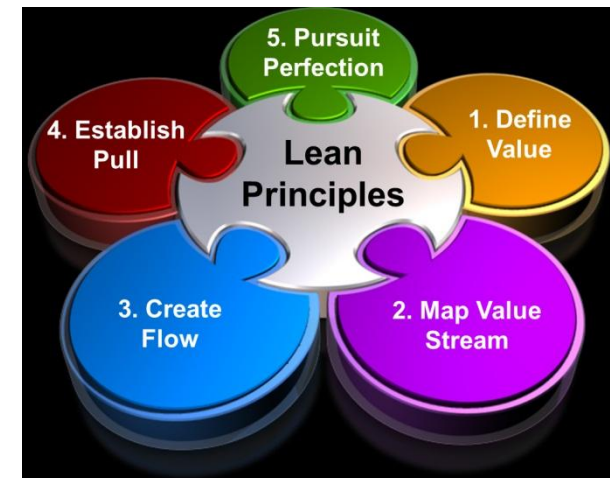 5. Pursuit
Perfection
1. Define
Value
4. Establish
Pull
Lean
Principles
3. Create
Flow
2. Map Value
Stream